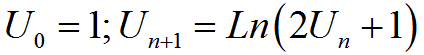 U₀ = 1; Uₙ₊₁ = Ln(2Uₙ + 1)